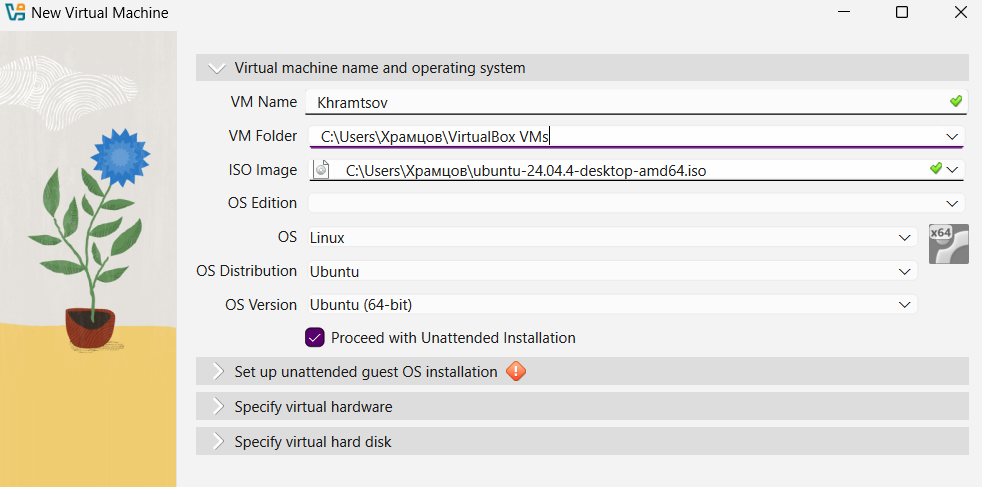 New Virtual Machine
Virtual machine name and operating system
VM Name Khramtsov
VM Folder C:\Users\Храмцов\VirtualBox VMs
ISO Image C:\Users\Храмцов\ubuntu-24.04.4-desktop-amd64.iso
OS Edition
OS Linux x64
OS Distribution Ubuntu
OS Version Ubuntu (64-bit)
Proceed with Unattended Installation
Set up unattended guest OS installation
Specify virtual hardware
Specify virtual hard disk